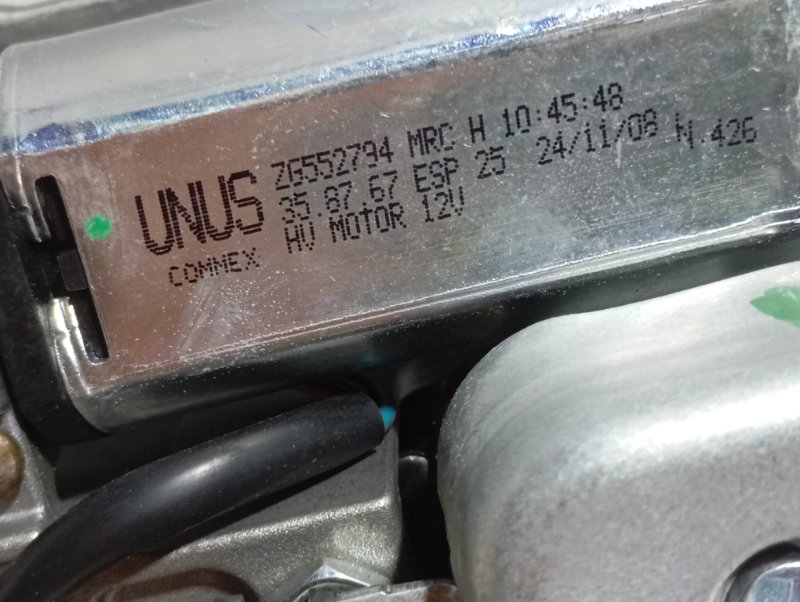 UNUS
COMMEX
ZG552794 MRC H 10:45:48
35.87.67 ESP 25 24/11/08 N.426
HV MOTOR 12V